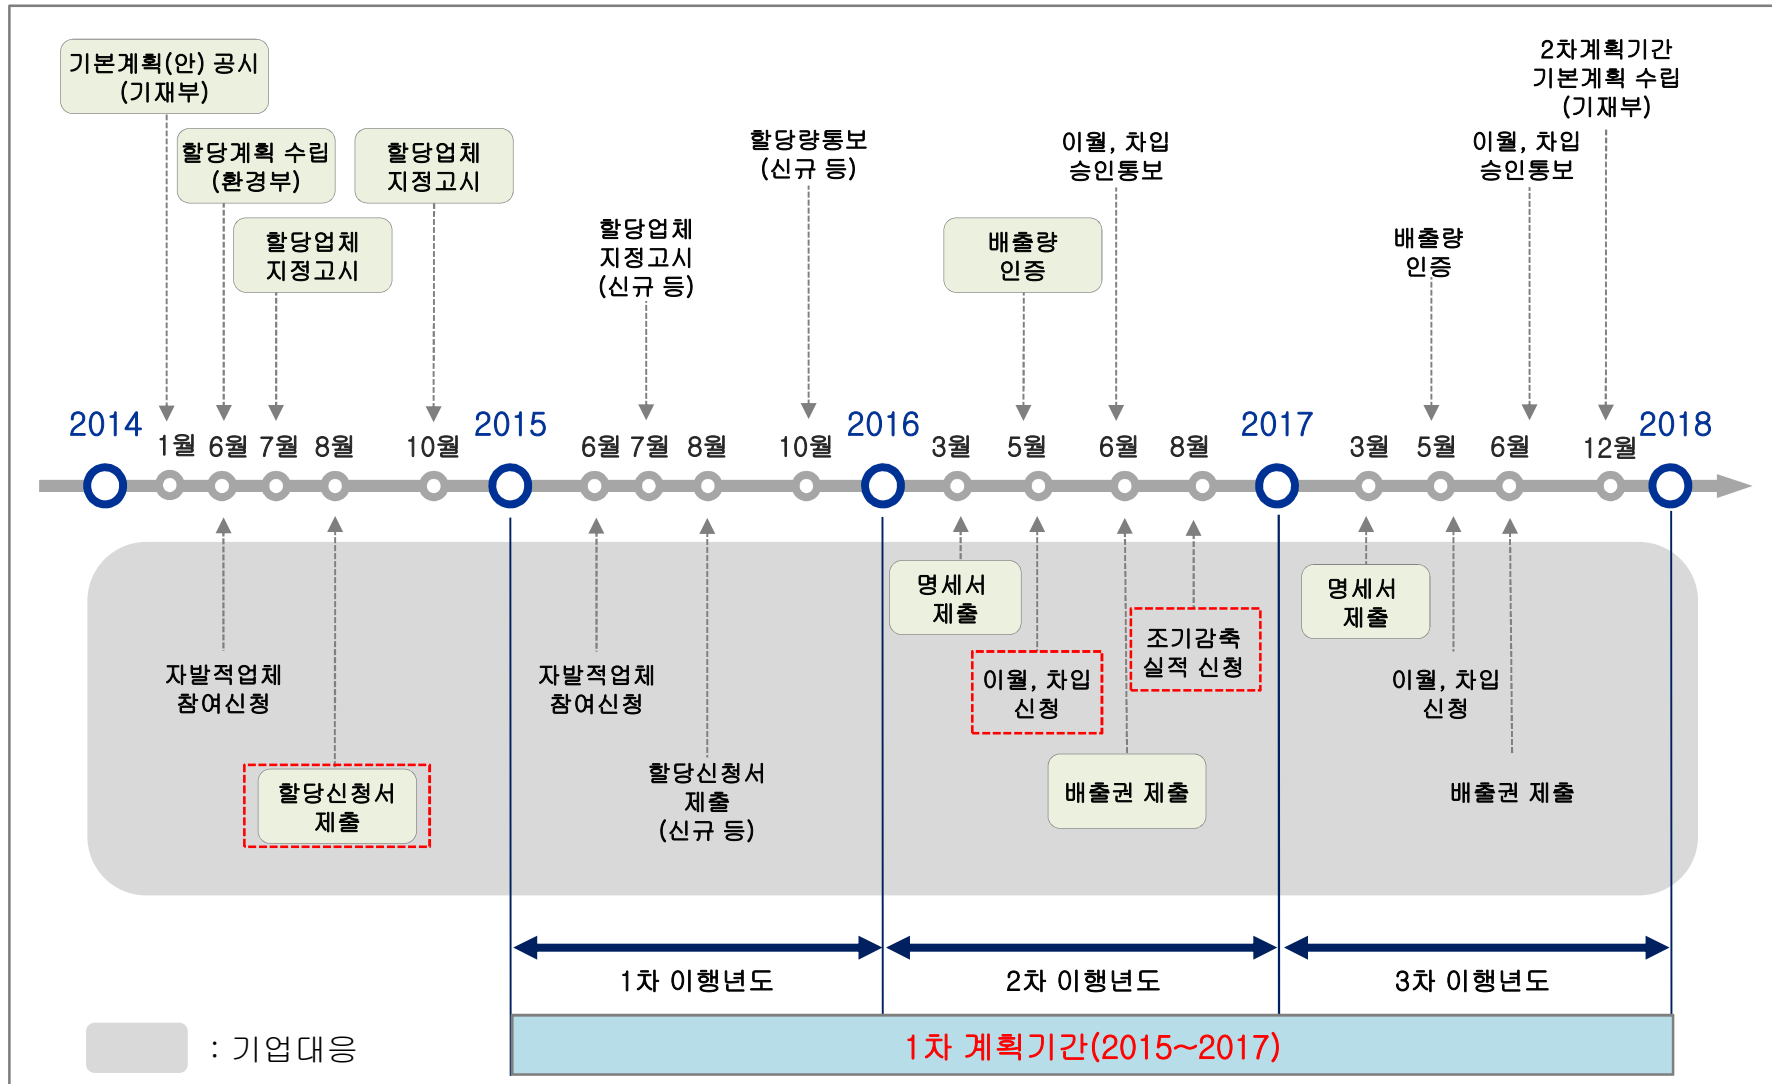 기본계획(안) 공시
(기재부)
할당계획 수립
(환경부)
할당업체
지정고시
할당업체
지정고시
할당업체
지정고시
(신규 등)
할당량통보
(신규 등)
배출량
인증
이월, 차입
승인통보
배출량
인증
이월, 차입
승인통보
2차계획기간
기본계획 수립
(기재부)
2014 1월 6월 7월 8월 10월 2015 6월 7월 8월 10월 2016 3월 5월 6월 8월 2017 3월 5월 6월 12월 2018
자발적업체
참여신청
할당신청서
제출
자발적업체
참여신청
할당신청서
제출
(신규 등)
명세서
제출
이월, 차입
신청
배출권 제출
조기감축
실적 신청
명세서
제출
이월, 차입
신청
배출권 제출
1차 이행년도
2차 이행년도
3차 이행년도
: 기업대응
1차 계획기간(2015~2017)